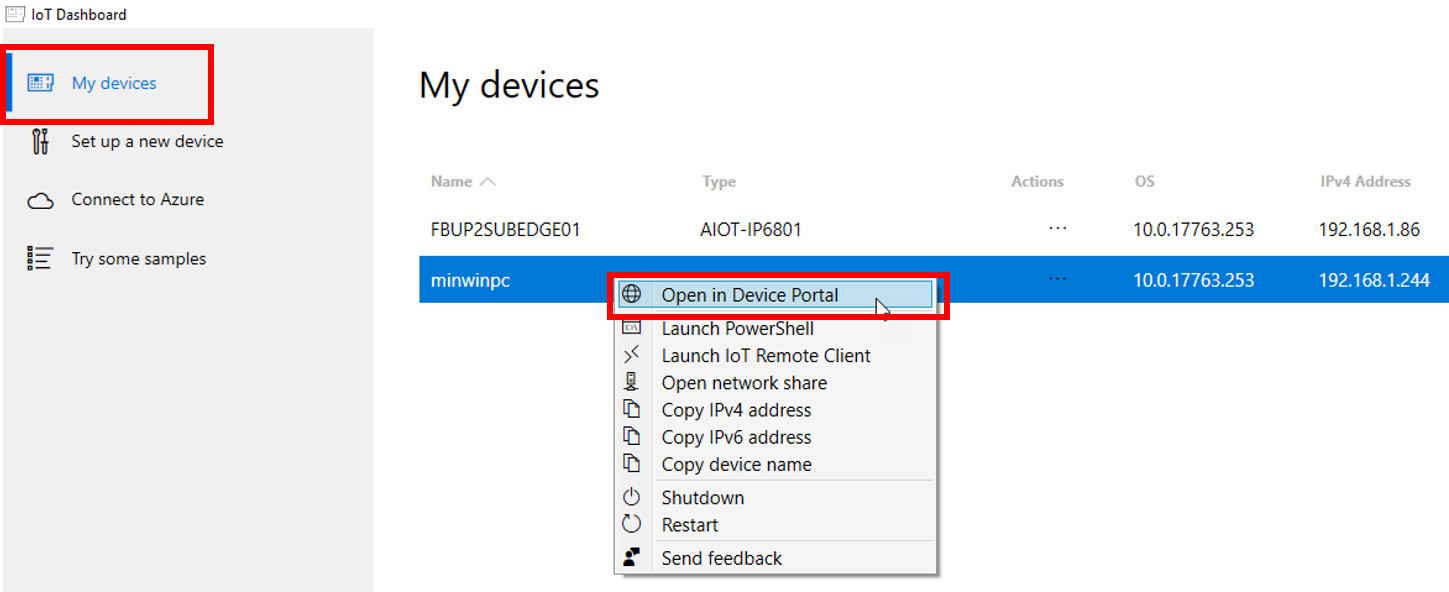 IoT Dashboard
My devices
Set up a new device
Connect to Azure
Try some samples
My devices
Name Type Actions OS IPv4 Address
FBUP2SUBEDGE01 AIOT-IP6801 ... 10.0.17763.253 192.168.1.86
minwinpc ... 10.0.17763.253 192.168.1.244
Open in Device Portal
Launch PowerShell
Launch IoT Remote Client
Open network share
Copy IPv4 address
Copy IPv6 address
Copy device name
Shutdown
Restart
Send feedback